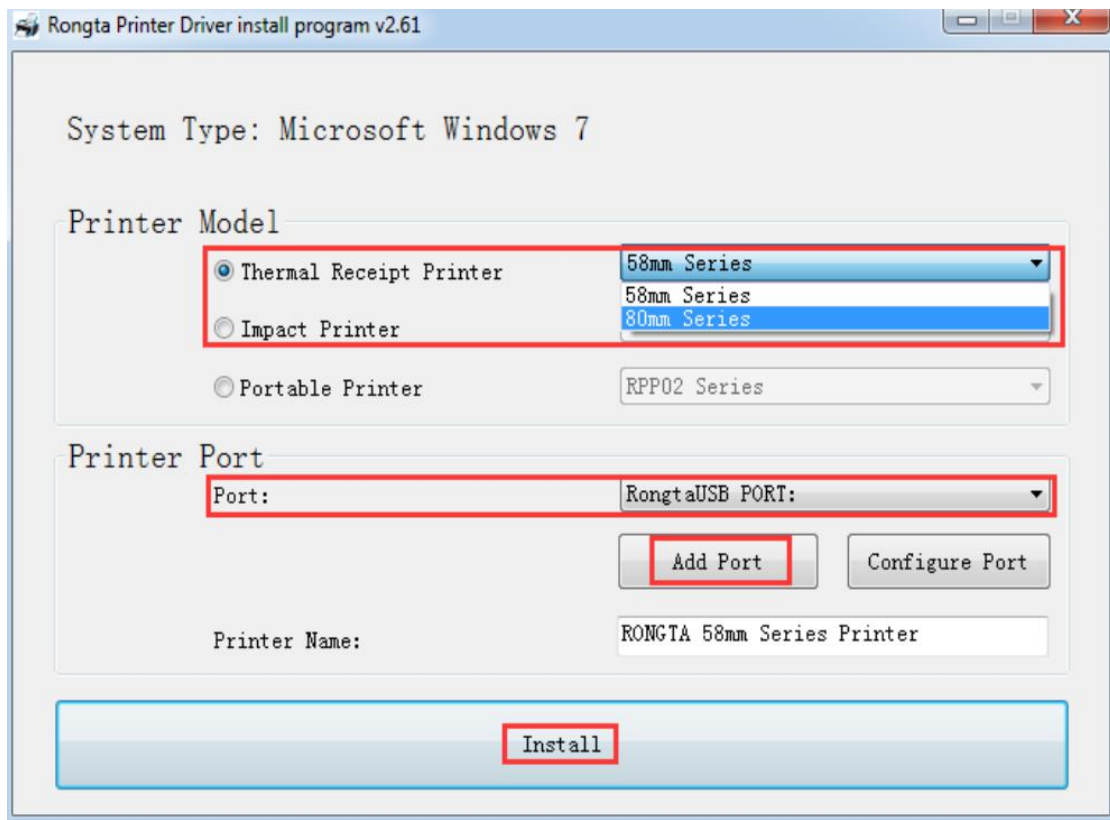 Rongta Printer Driver install program v2.61
System Type: Microsoft Windows 7
Printer Model
Thermal Receipt Printer
58mm Series
58mm Series
80mm Series
Impact Printer
Portable Printer
RPP02 Series
Printer Port
Port:
RongtaUSB PORT:
Add Port
Configure Port
Printer Name:
RONGTA 58mm Series Printer
Install